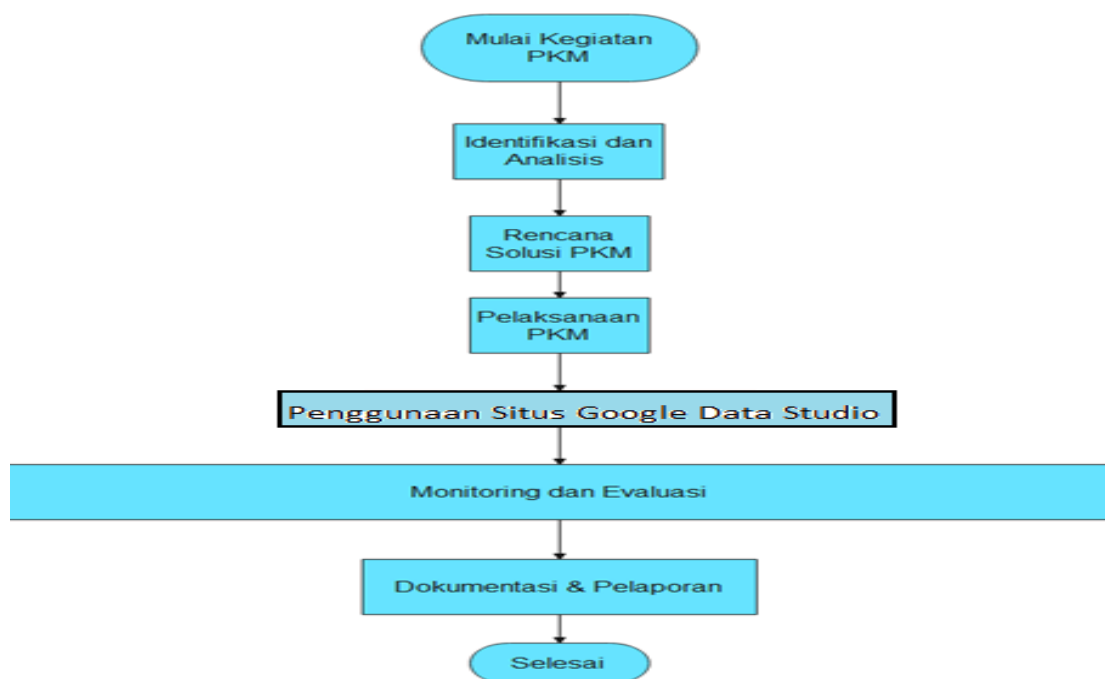 Mulai Kegiatan
PKM
Identifikasi dan
Analisis
Rencana
Solusi PKM
Pelaksanaan
PKM
Penggunaan Situs Google Data Studio
Monitoring dan Evaluasi
Dokumentasi & Pelaporan
Selesai